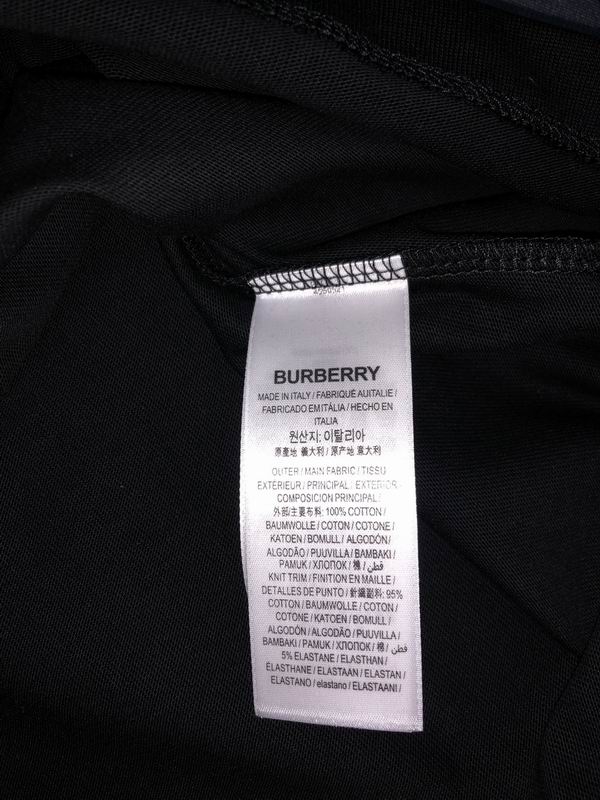 BURBERRY
MADE IN ITALY / FABRIQUÉ AUITALIE /
FABRICADO EM ITÁLIA / HECHO EN
ITALIA
원산지: 이탈리아
原產地 義大利 / 原产地 意大利
OUTER / MAIN FABRIC / TISSU
EXTÉRIEUR / PRINCIPAL / EXTERIOR-
COMPOSICION PRINCIPAL /
外部/主要布料: 100% COTTON /
BAUMWOLLE / COTON / COTONE /
KATOEN / BOMULL / ALGODÓN /
ALGODÃO / PUUVILLA / BAMBAKI /
PAMUK / ХЛОПОК / 棉 / قطن /
KNIT TRIM / FINITION EN MAILLE /
DETALLES DE PUNTO / 針織副料: 95%
COTTON / BAUMWOLLE / COTON /
COTONE / KATOEN / BOMULL /
ALGODÓN / ALGODÃO / PUUVILLA /
BAMBAKI / PAMUK / ХЛОПОК / 棉 / قطن /
5% ELASTANE / ELASTHAN /
ÉLASTHANE / ELASTAAN / ELASTAN /
ELASTANO / elastano / ELASTAANI /